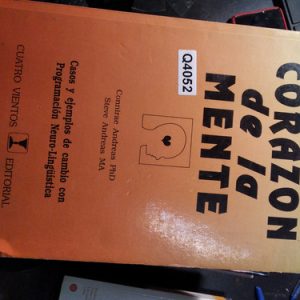 CORAZON
de la
MENTE
Q4052
Connirae Andreas PhD
Steve Andreas MA
Casos y ejemplos de cambio con
Programación Neuro-Lingüística
CUATRO VIENTOS EDITORIAL